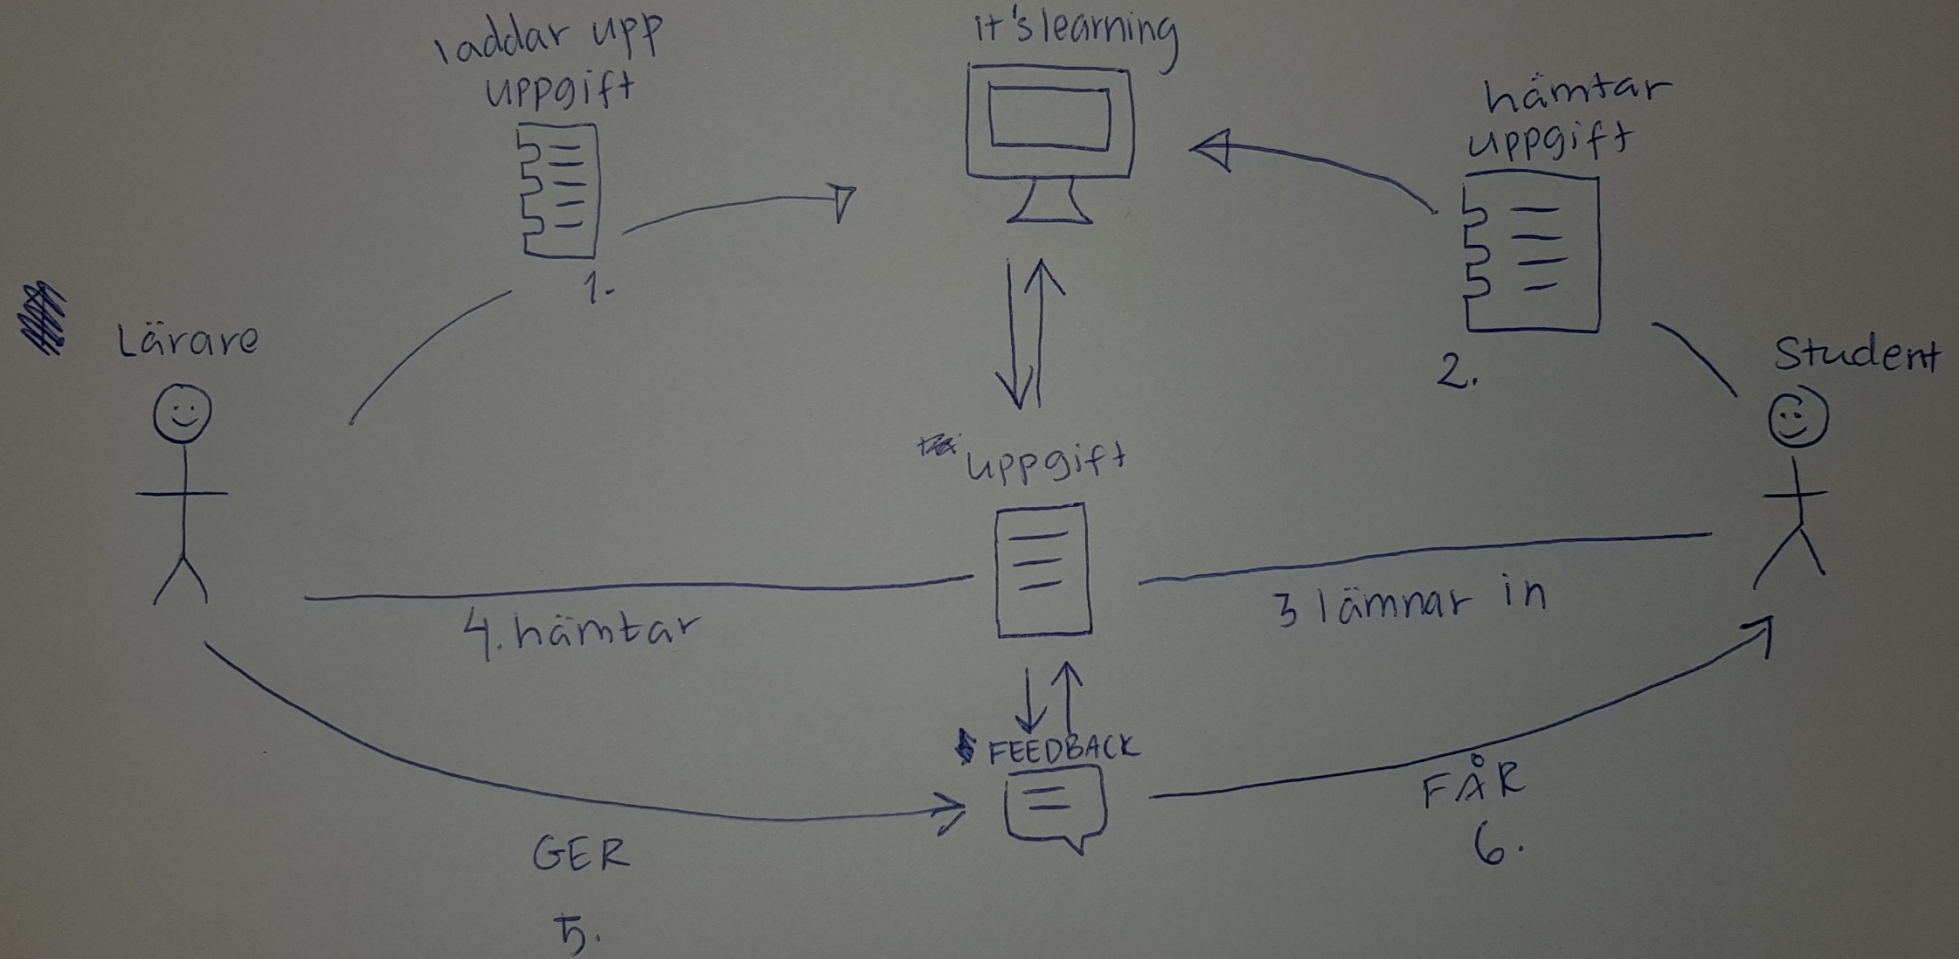 laddar upp
uppgift
1.
it's learning
hämtar
uppgift
2.
Lärare
Student
uppgift
4. hämtar
3 lämnar in
FEEDBACK
GER
5.
FÅR
6.